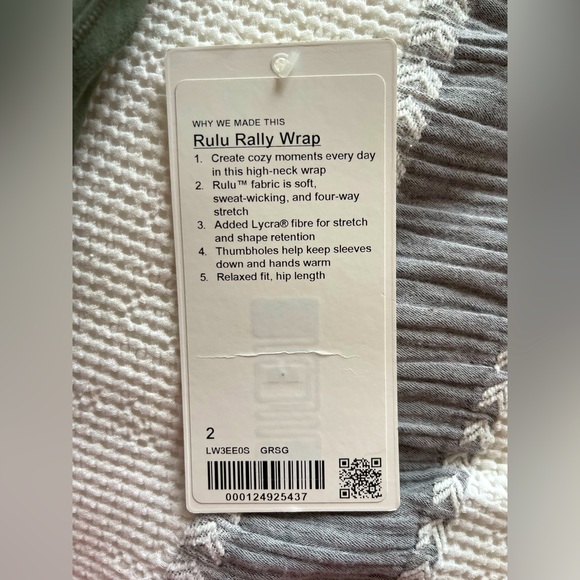 WHY WE MADE THIS
Rulu Rally Wrap
1. Create cozy moments every day
in this high-neck wrap
2. Rulu™ fabric is soft,
sweat-wicking, and four-way
stretch
3. Added Lycra® fibre for stretch
and shape retention
4. Thumbholes help keep sleeves
down and hands warm
5. Relaxed fit, hip length
2
LW3EE0S GRSG
000124925437